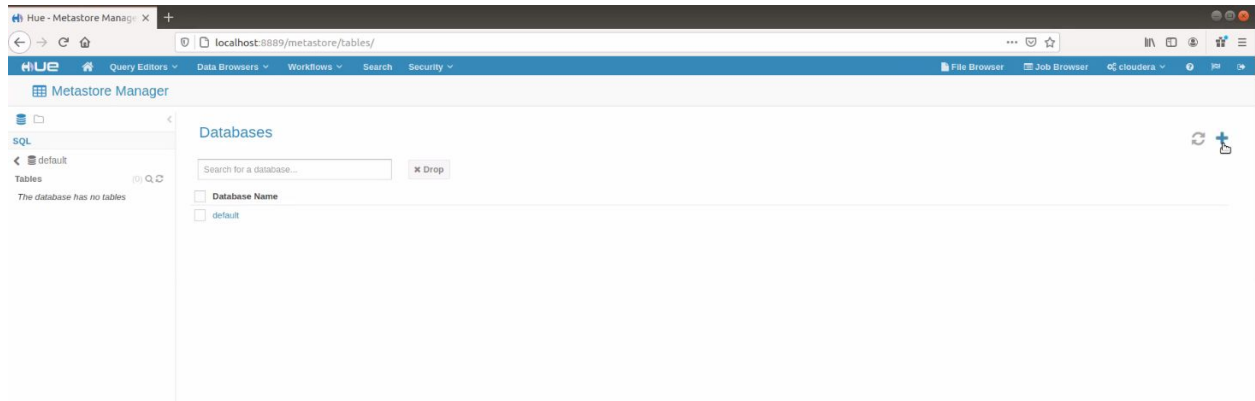 Hue - Metastore Manage
localhost:8889/metastore/tables/
HUE Query Editors Data Browsers Workflows Search Security File Browser Job Browser cloudera
Metastore Manager
SQL
default
Tables (0)
The database has no tables
Databases
Search for a database... Drop
Database Name
default